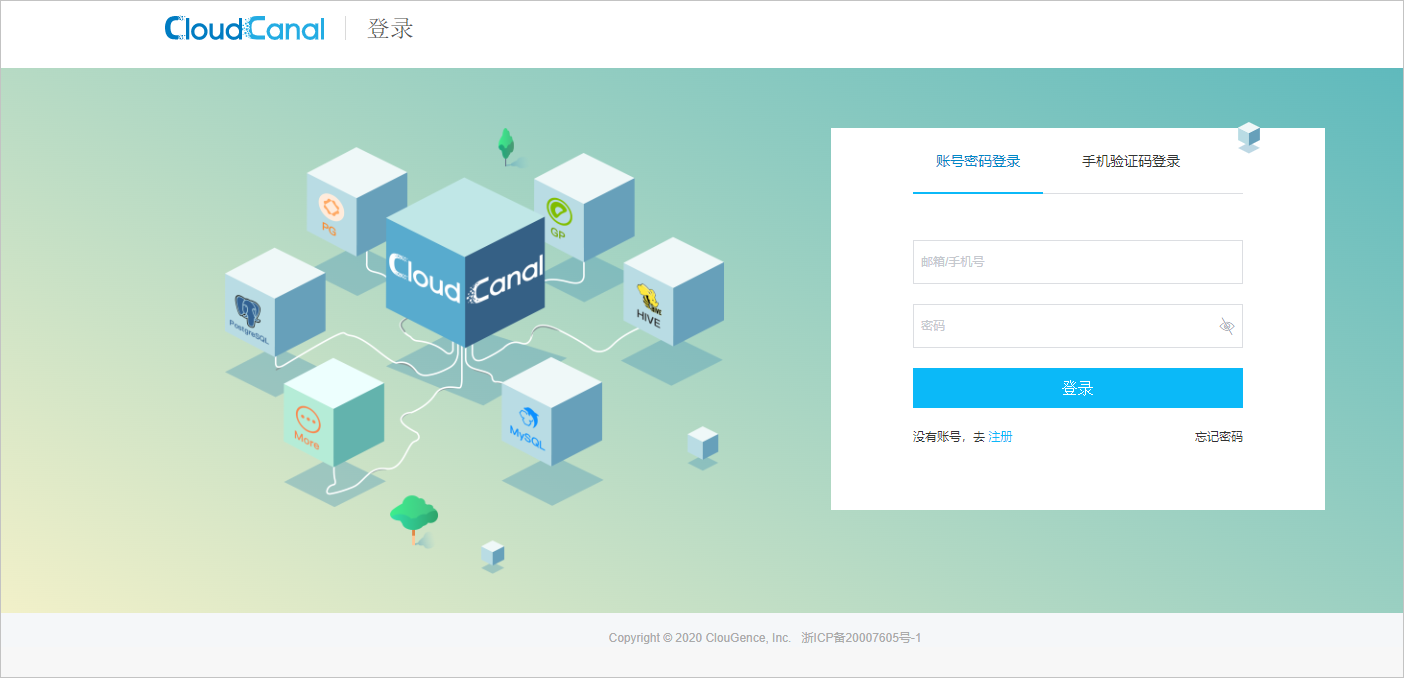 CloudCanal 登录
账号密码登录 手机验证码登录
PG
GP
Cloud Canal
HIVE
PostgreSQL
More
MySQL
邮箱/手机号
密码
登录
没有账号，去 注册 忘记密码
Copyright © 2020 ClouGence, Inc. 浙ICP备20007605号-1